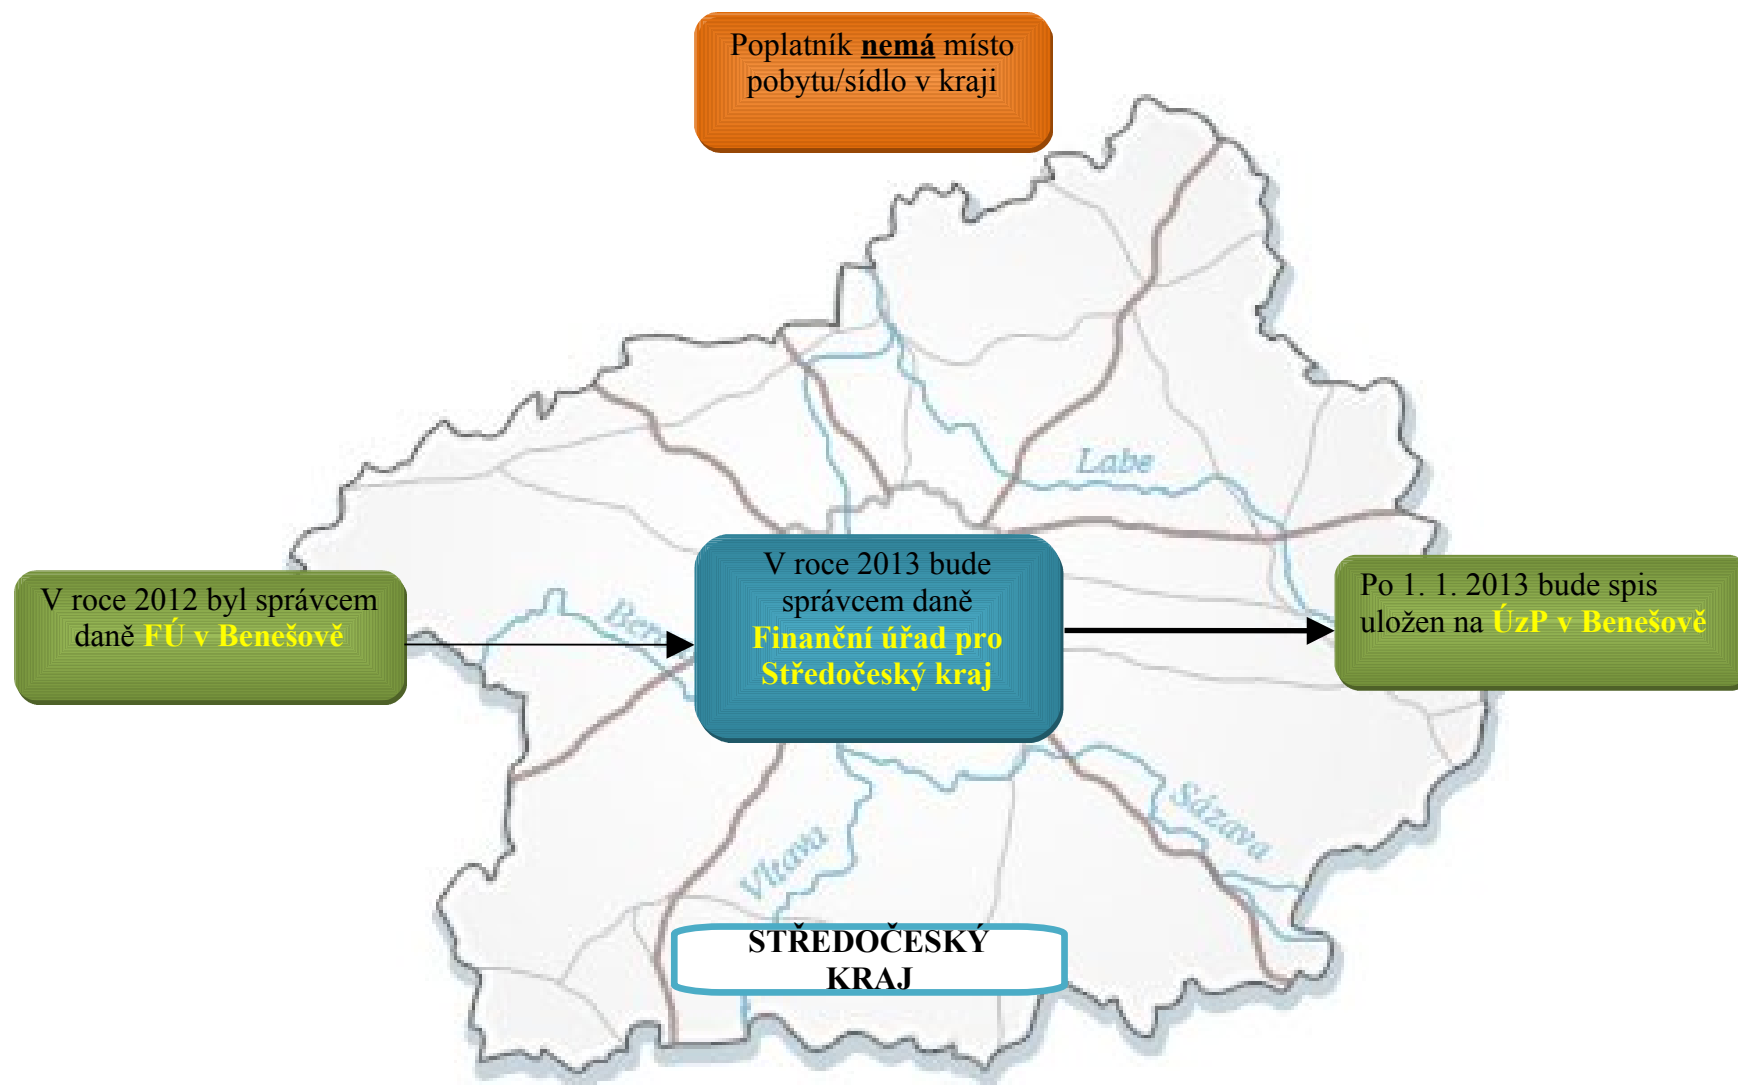 Poplatník nemá místo
pobytu/sídlo v kraji
Labe
V roce 2013 bude
správcem daně
Finanční úřad pro
Středočeský kraj
V roce 2012 byl správcem
daně FÚ v Benešově
Po 1. 1. 2013 bude spis
uložen na ÚzP v Benešově
Sázava
Vltava
STŘEDOČESKÝ
KRAJ